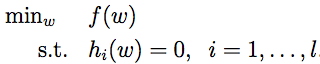 min_w f(w)
s.t. h_i(w) = 0, i = 1, . . . , l.